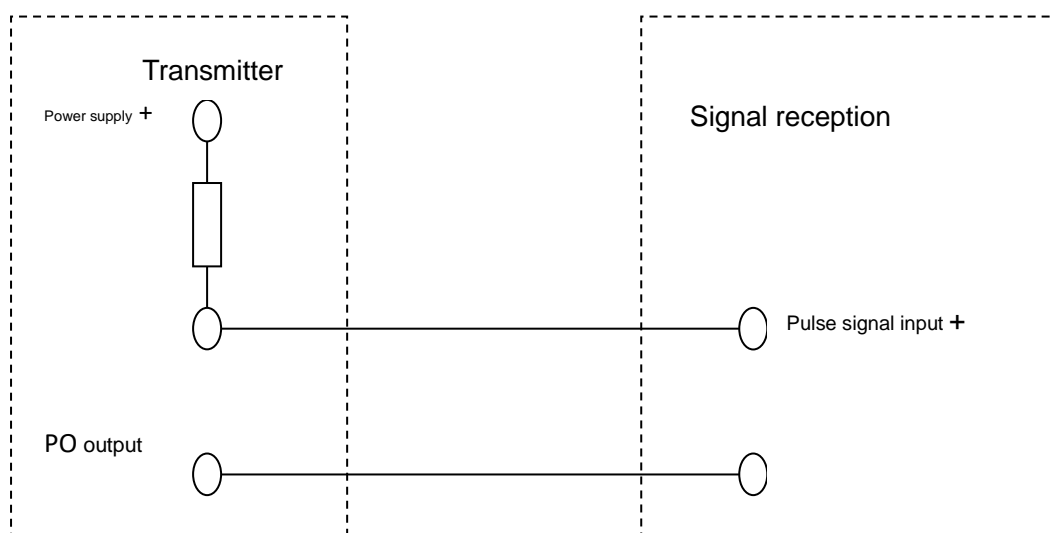 Transmitter
Power supply +
Signal reception
Pulse signal input +
PO output